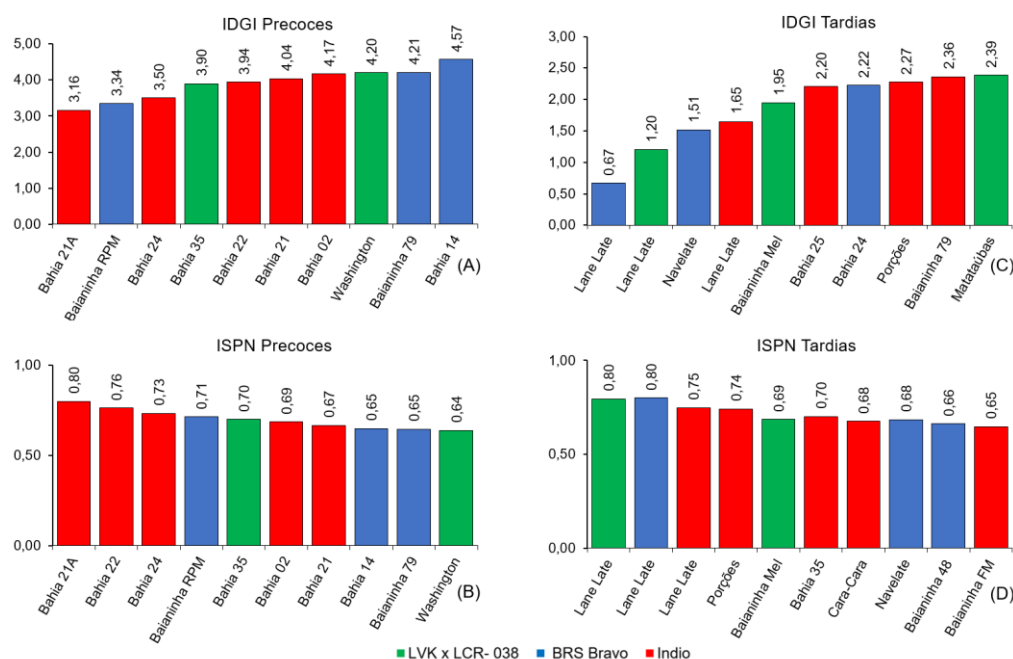 IDGI Precoces
5,00
4,00
3,00
2,00
1,00
0,00
3,16
3,34
3,50
3,90
3,94
4,04
4,17
4,20
4,21
4,57
Bahia 21A
Baianinha RPM
Bahia 24
Bahia 35
Bahia 22
Bahia 21
Bahia 02
Washington
Baianinha 79
Bahia 14
(A)
IDGI Tardias
3,00
2,50
2,00
1,50
1,00
0,50
0,00
0,67
1,20
1,51
1,65
1,95
2,20
2,22
2,27
2,36
2,39
Lane Late
Lane Late
Navelate
Lane Late
Baianinha Mel
Bahia 25
Bahia 24
Porções
Baianinha 79
Matataúbas
(C)
ISPN Precoces
1,00
0,50
0,00
0,80
0,76
0,73
0,71
0,70
0,69
0,67
0,65
0,65
0,64
Bahia 21A
Bahia 22
Bahia 24
Baianinha RPM
Bahia 35
Bahia 02
Bahia 21
Bahia 14
Baianinha 79
Washington
(B)
ISPN Tardias
1,00
0,50
0,00
0,80
0,80
0,75
0,74
0,69
0,70
0,68
0,68
0,66
0,65
Lane Late
Lane Late
Lane Late
Porções
Baianinha Mel
Bahia 35
Cara-Cara
Navelate
Baianinha 48
Baianinha FM
(D)
LVK x LCR- 038 BRS Bravo Indio